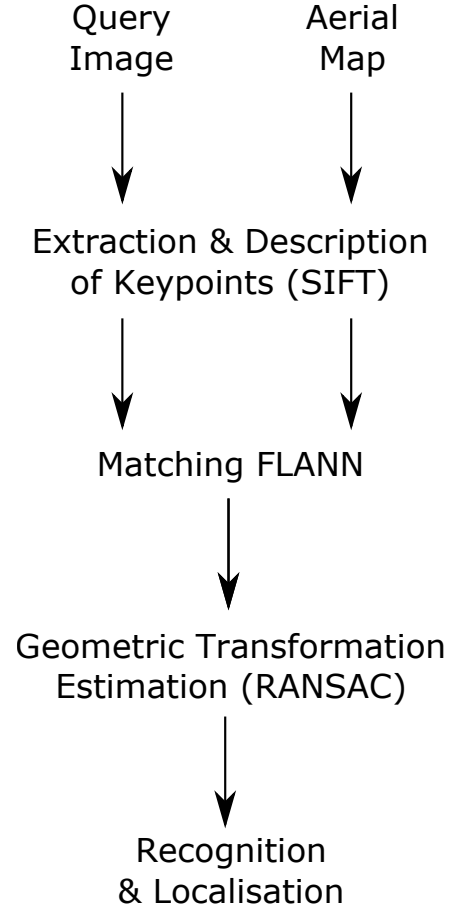 Query Image
Aerial Map
Extraction & Description
of Keypoints (SIFT)
Matching FLANN
Geometric Transformation
Estimation (RANSAC)
Recognition
& Localisation